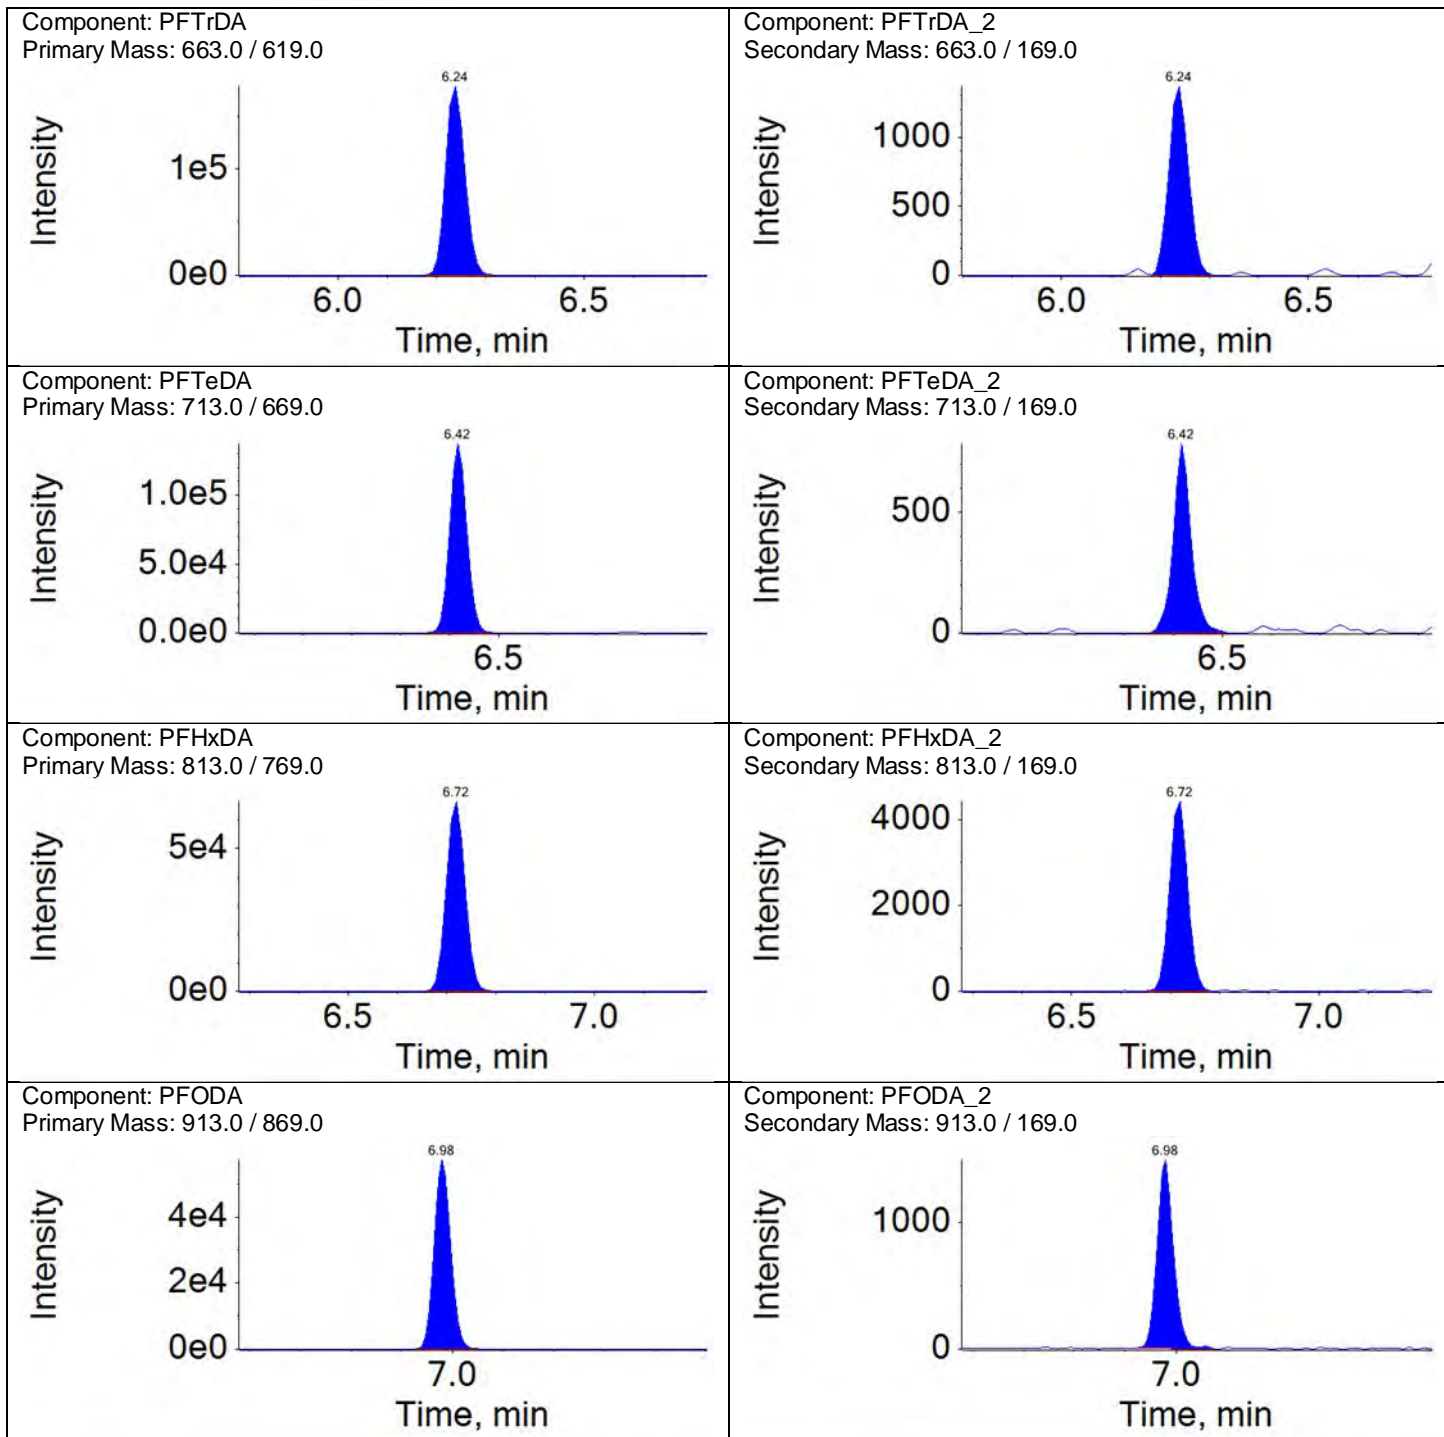 Component: PFTrDA
Primary Mass: 663.0 / 619.0
6.24
Intensity
1e5
0e0
6.0 6.5
Time, min
Component: PFTrDA_2
Secondary Mass: 663.0 / 169.0
6.24
Intensity
1000
500
0
6.0 6.5
Time, min
Component: PFTeDA
Primary Mass: 713.0 / 669.0
6.42
Intensity
1.0e5
5.0e4
0.0e0
6.5
Time, min
Component: PFTeDA_2
Secondary Mass: 713.0 / 169.0
6.42
Intensity
500
0
6.5
Time, min
Component: PFHxDA
Primary Mass: 813.0 / 769.0
6.72
Intensity
5e4
0e0
6.5 7.0
Time, min
Component: PFHxDA_2
Secondary Mass: 813.0 / 169.0
6.72
Intensity
4000
2000
0
6.5 7.0
Time, min
Component: PFODA
Primary Mass: 913.0 / 869.0
6.98
Intensity
4e4
2e4
0e0
7.0
Time, min
Component: PFODA_2
Secondary Mass: 913.0 / 169.0
6.98
Intensity
1000
0
7.0
Time, min